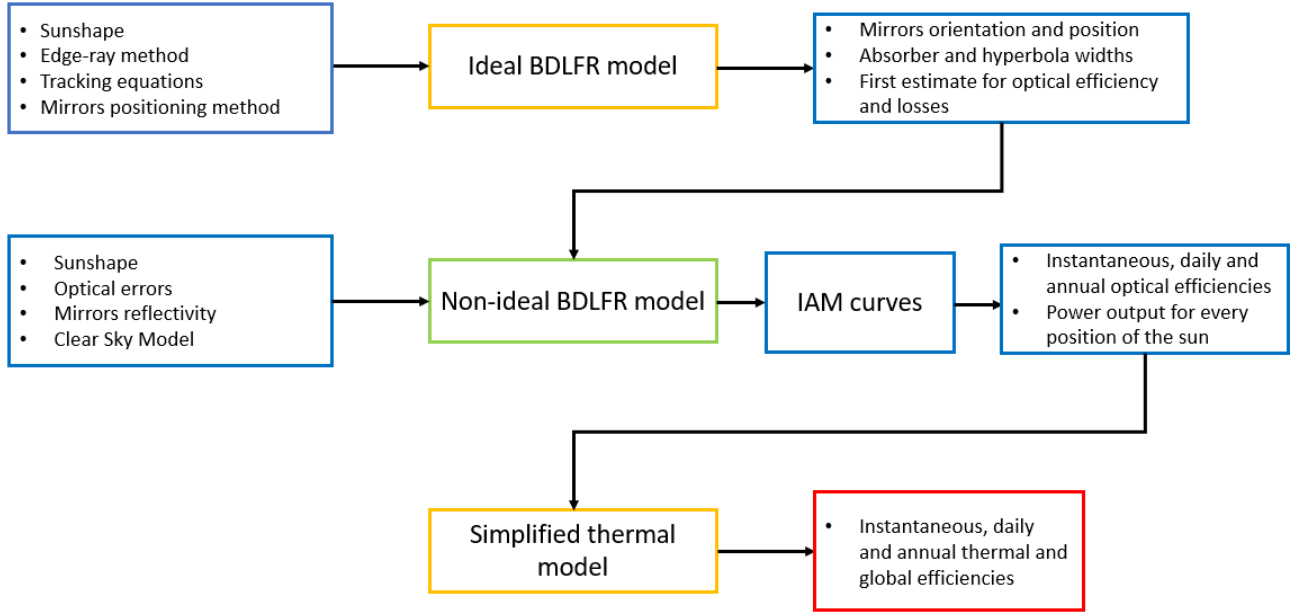 • Sunshape
• Edge-ray method
• Tracking equations
• Mirrors positioning method
Ideal BDLFR model
• Mirrors orientation and position
• Absorber and hyperbola widths
• First estimate for optical efficiency
and losses
• Sunshape
• Optical errors
• Mirrors reflectivity
• Clear Sky Model
Non-ideal BDLFR model
IAM curves
• Instantaneous, daily and
annual optical efficiencies
• Power output for every
position of the sun
Simplified thermal
model
• Instantaneous, daily
and annual thermal and
global efficiencies